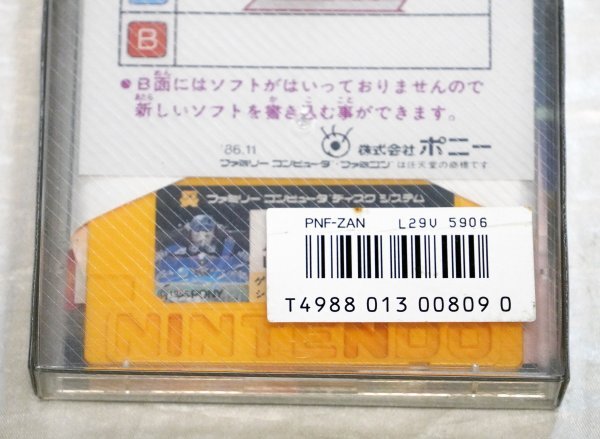 B
●B面にはソフトがはいっておりませんので
新しいソフトを書き込む事ができます。
'86.11 株式会社 ポニー
ファミリー コンピュータ・ファミコン は任天堂の商標です
ファミリー コンピュータ ディスク システム
PNF-ZAN L29V 5906
T4988 013 00809 0
PONY
NINTENDO